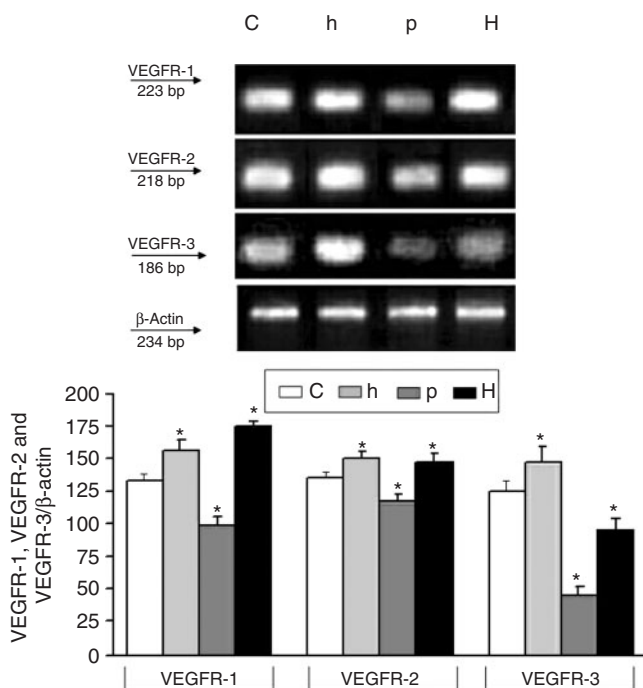 C h p H
VEGFR-1
223 bp
VEGFR-2
218 bp
VEGFR-3
186 bp
β-Actin
234 bp
VEGFR-1, VEGFR-2 and
VEGFR-3/β-actin
200
175
150
125
100
75
50
25
0
C h p H
* * *
* * *
* * *
VEGFR-1 VEGFR-2 VEGFR-3